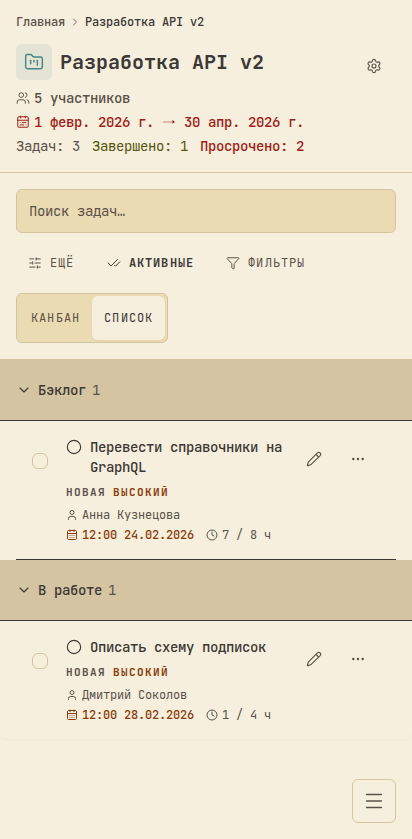 Главная > Разработка API v2
Разработка API v2
5 участников
1 февр. 2026 г. → 30 апр. 2026 г.
Задач: 3 Завершено: 1 Просрочено: 2
Поиск задач…
ЕЩЁ АКТИВНЫЕ ФИЛЬТРЫ
КАНБАН СПИСОК
Бэклог 1
Перевести справочники на
GraphQL
НОВАЯ ВЫСОКИЙ
Анна Кузнецова
12:00 24.02.2026 7 / 8 ч
В работе 1
Описать схему подписок
НОВАЯ ВЫСОКИЙ
Дмитрий Соколов
12:00 28.02.2026 1 / 4 ч